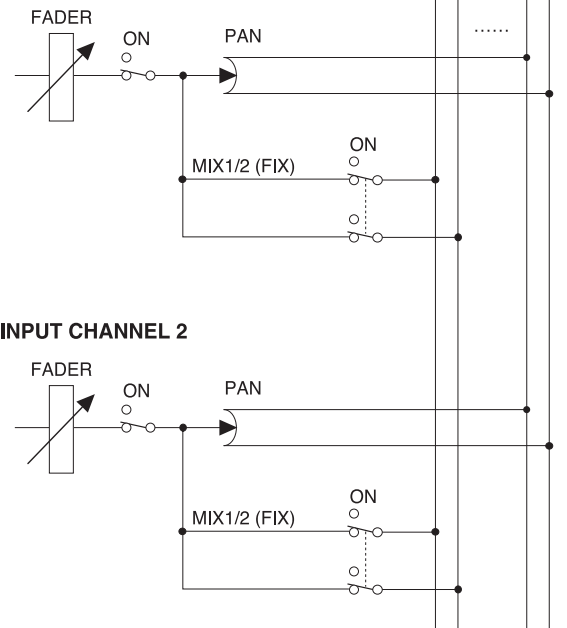 FADER
ON
PAN
......
ON
MIX1/2 (FIX)
INPUT CHANNEL 2
FADER
ON
PAN
ON
MIX1/2 (FIX)